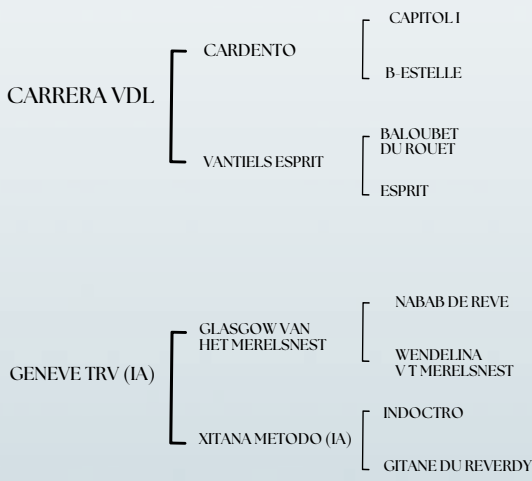 CAPITOL I
CARDENTO
B-ESTELLE
CARRERA VDL
BALOUBET
DU ROUET
VANTIELS ESPRIT
ESPRIT
NABAB DE REVE
GLASGOW VAN
HET MERELSNEST
WENDELINA
V T MERELSNEST
GENEVE TRV (IA)
INDOCTRO
XITANA METODO (IA)
GITANE DU REVERDY